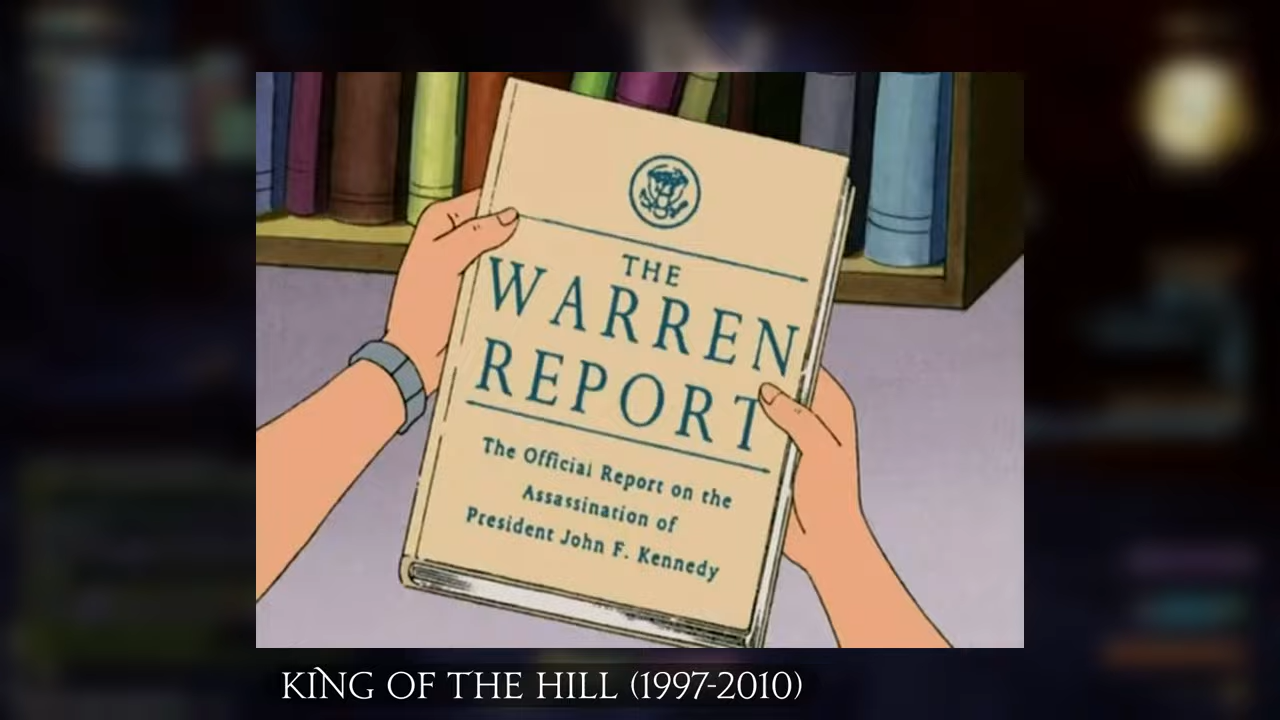 THE
WARREN
REPORT
The Official Report on the
Assassination of
President John F. Kennedy
KING OF THE HILL (1997-2010)